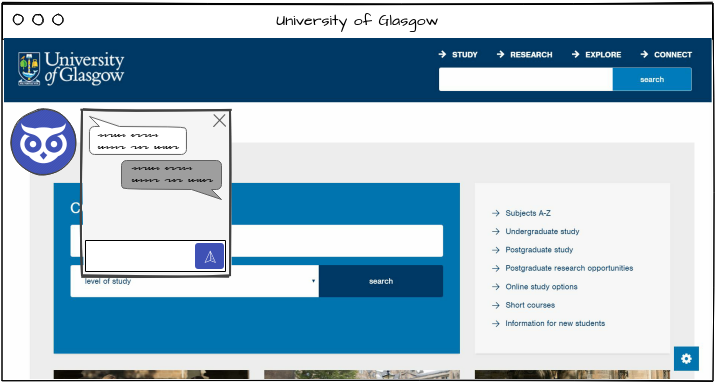 University of Glasgow
University
of Glasgow
STUDY
RESEARCH
EXPLORE
CONNECT
search
level of study
search
Subjects A-Z
Undergraduate study
Postgraduate study
Postgraduate research opportunities
Online study options
Short courses
Information for new students